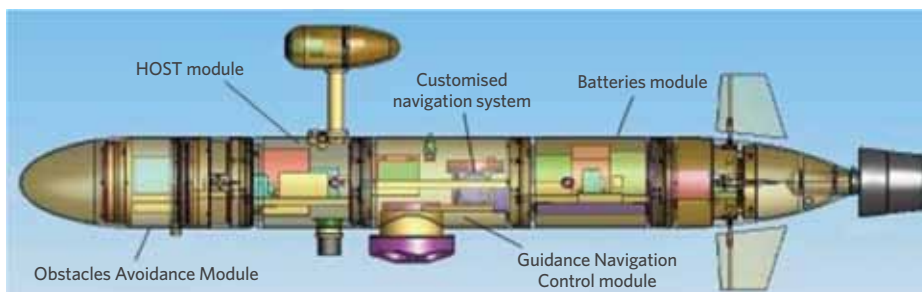 HOST module
Customised
navigation system
Batteries module
Obstacles Avoidance Module
Guidance Navigation
Control module